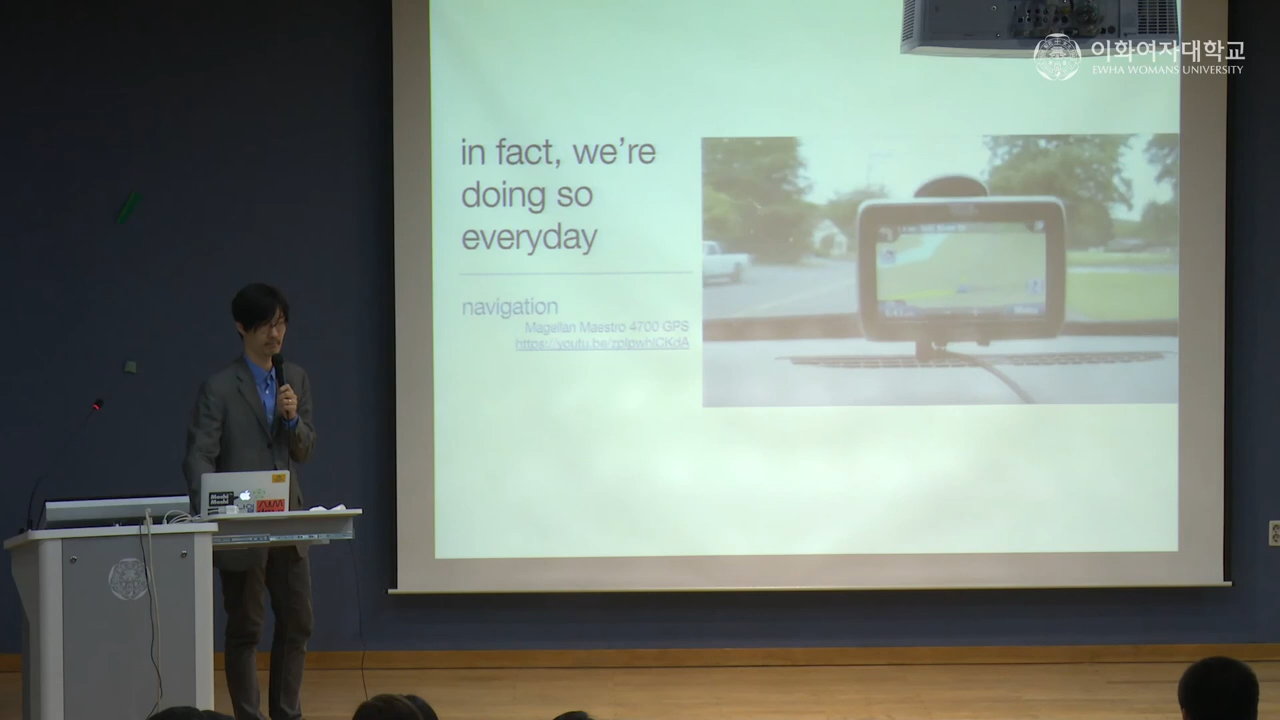 이화여자대학교
EWHA WOMANS UNIVERSITY
in fact, we're
doing so
everyday
navigation
Magellan Maestro 4700 GPS